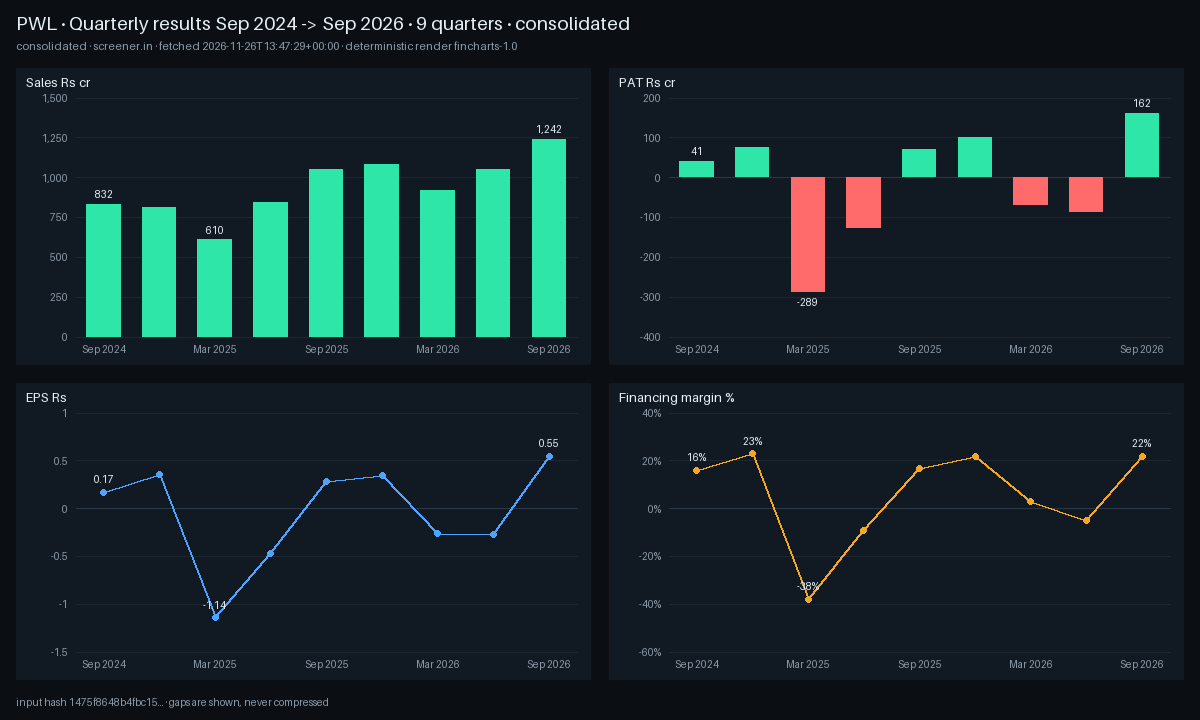 PWL · Quarterly results Sep 2024 -> Sep 2026 · 9 quarters · consolidated
consolidated · screener.in · fetched 2026-11-26T13:47:29+00:00 · deterministic render fincharts-1.0
Sales Rs cr
1,500
1,250
1,000
750
500
250
0
832
610
1,242
Sep 2024
Mar 2025
Sep 2025
Mar 2026
Sep 2026
PAT Rs cr
200
100
0
-100
-200
-300
-400
41
-289
162
Sep 2024
Mar 2025
Sep 2025
Mar 2026
Sep 2026
EPS Rs
1
0.5
0
-0.5
-1
-1.5
0.17
-1.14
0.55
Sep 2024
Mar 2025
Sep 2025
Mar 2026
Sep 2026
Financing margin %
40%
20%
0%
-20%
-40%
-60%
16%
23%
-38%
22%
Sep 2024
Mar 2025
Sep 2025
Mar 2026
Sep 2026
input hash 1475f8648b4fbc15… · gaps are shown, never compressed